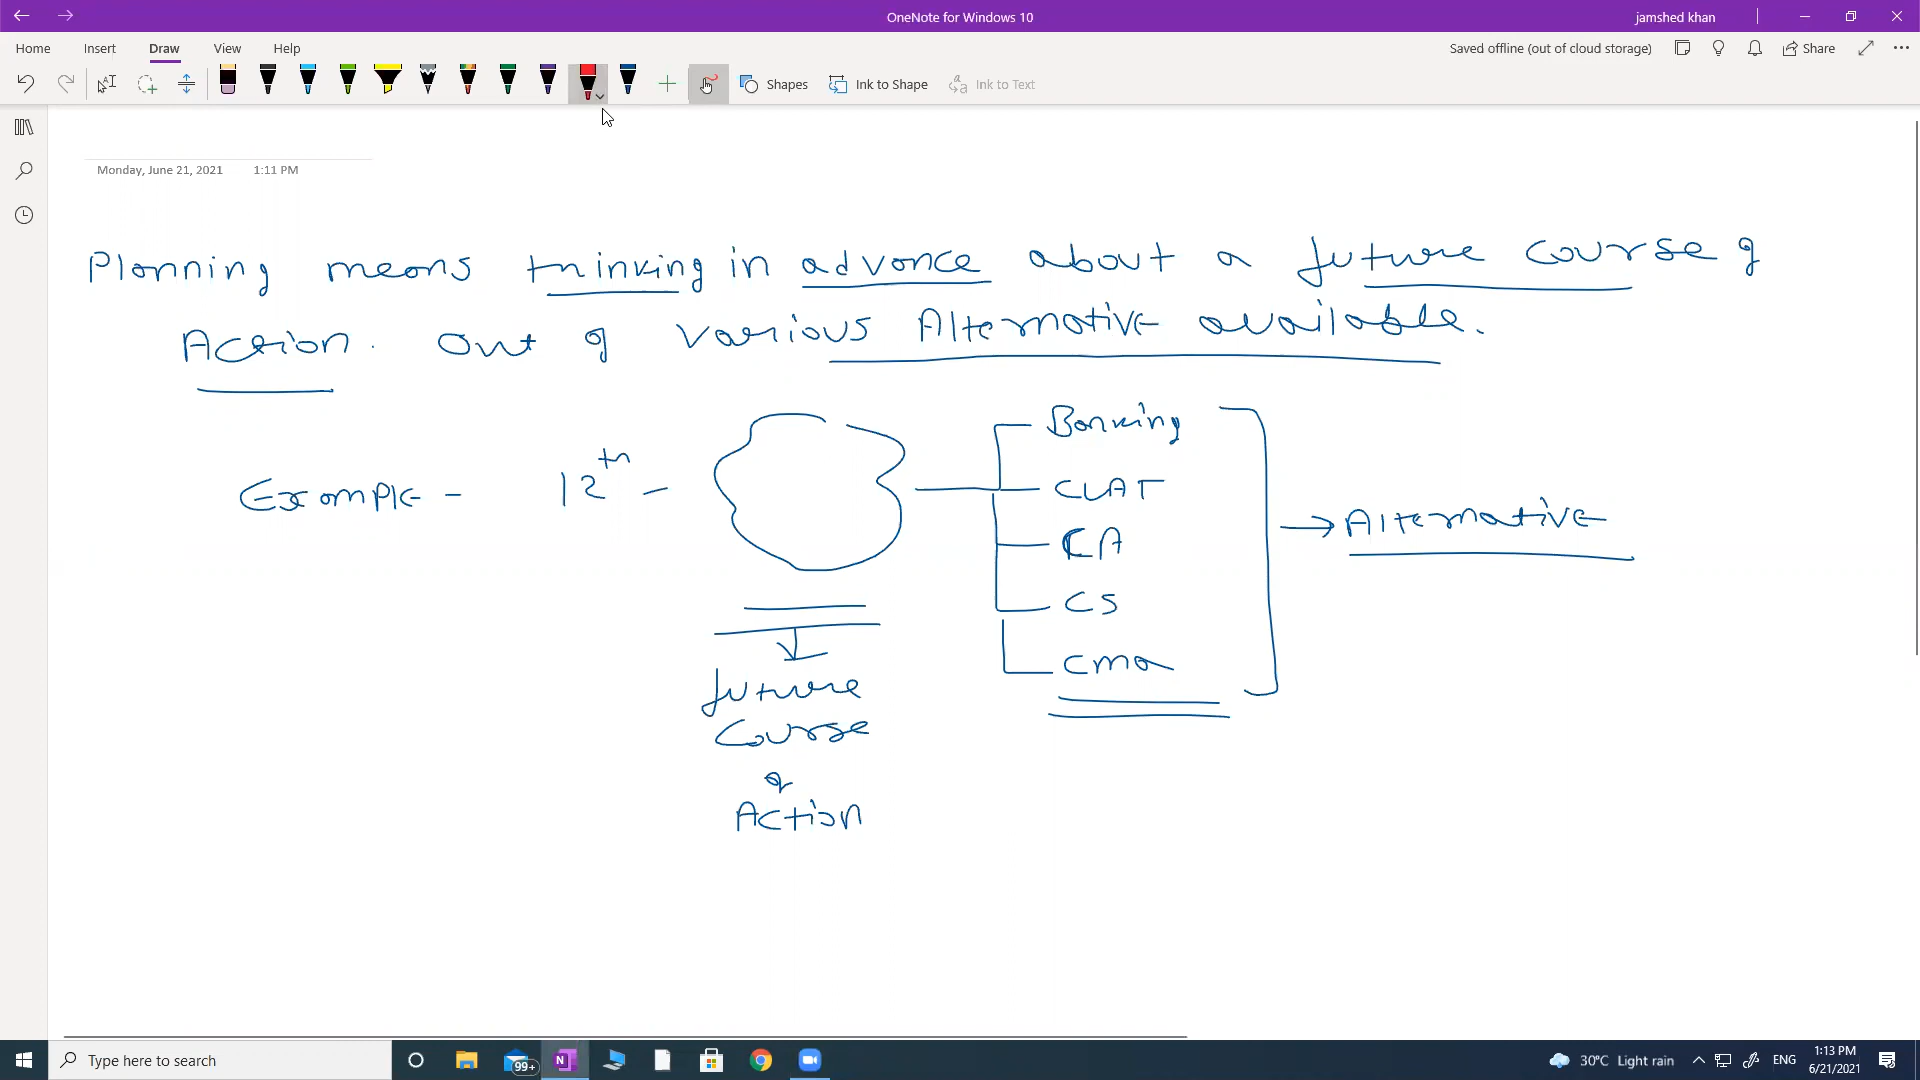 OneNote for Windows 10
jamshed khan
Home Insert Draw View Help
Saved offline (out of cloud storage)
Share
Shapes
Ink to Shape
Ink to Text
Monday, June 21, 2021 1:11 PM
Planning means thinking in advance about a future course of
Action. Out of various Alternative available.
Example - 12th -
Banking
CLAT
CA
CS
cma
Alternative
future
Course
of
Action
Type here to search
99+
30°C Light rain
ENG
1:13 PM
6/21/2021